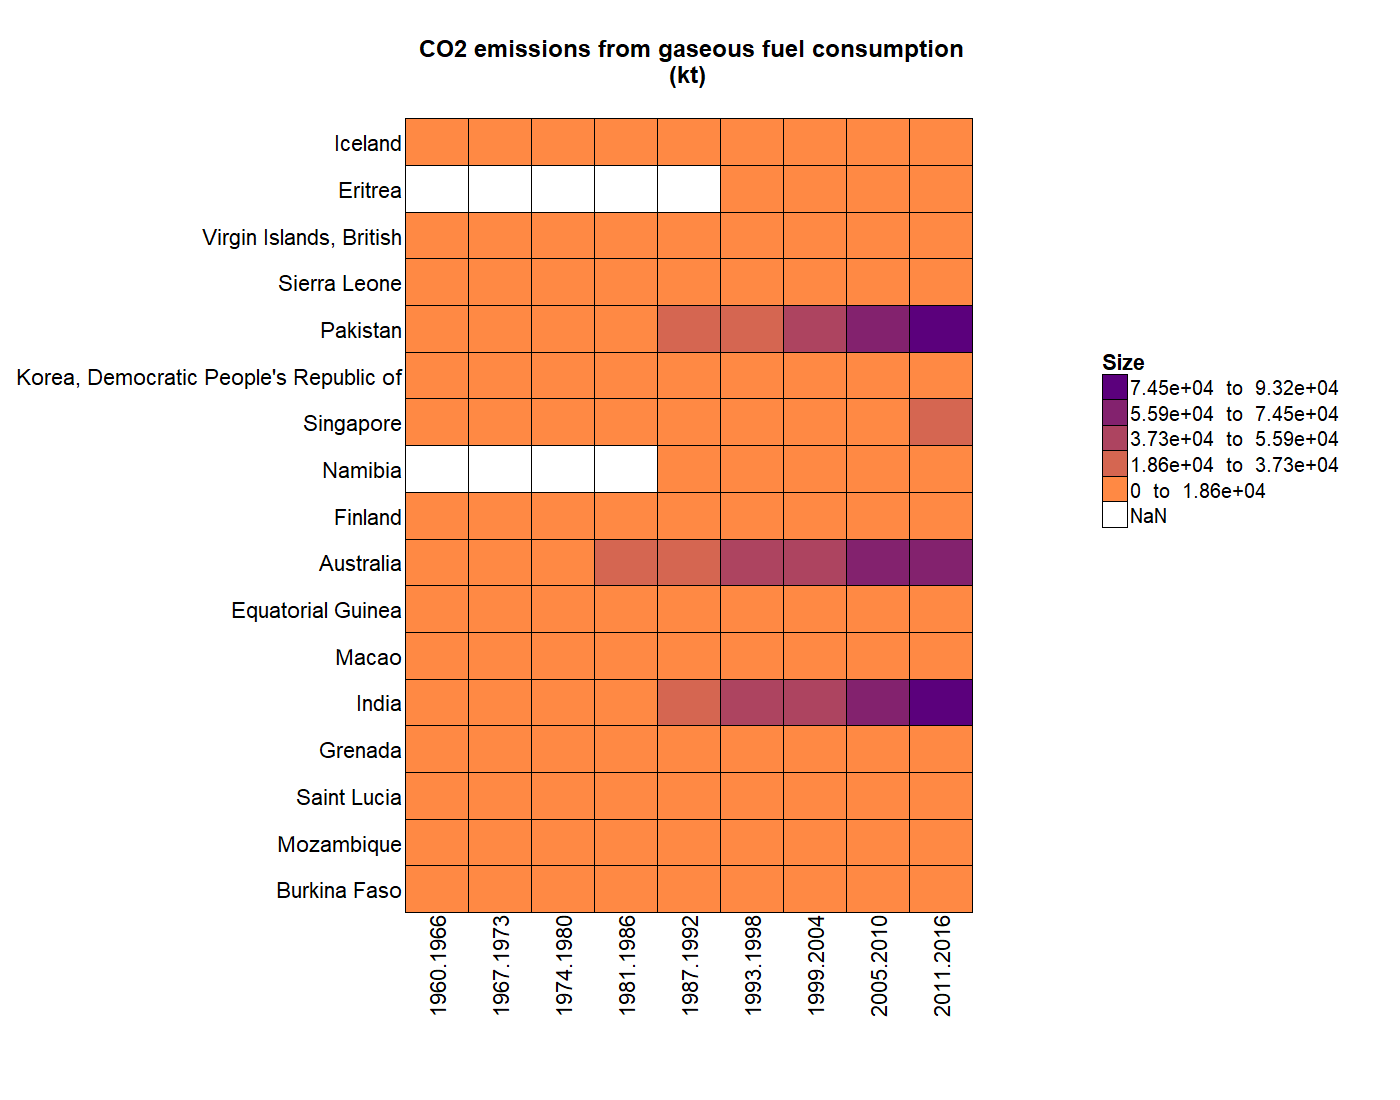 CO2 emissions from gaseous fuel consumption
(kt)
Iceland
Eritrea
Virgin Islands, British
Sierra Leone
Pakistan
Korea, Democratic People's Republic of
Singapore
Namibia
Finland
Australia
Equatorial Guinea
Macao
India
Grenada
Saint Lucia
Mozambique
Burkina Faso
1960.1966
1967.1973
1974.1980
1981.1986
1987.1992
1993.1998
1999.2004
2005.2010
2011.2016
Size
7.45e+04 to 9.32e+04
5.59e+04 to 7.45e+04
3.73e+04 to 5.59e+04
1.86e+04 to 3.73e+04
0 to 1.86e+04
NaN